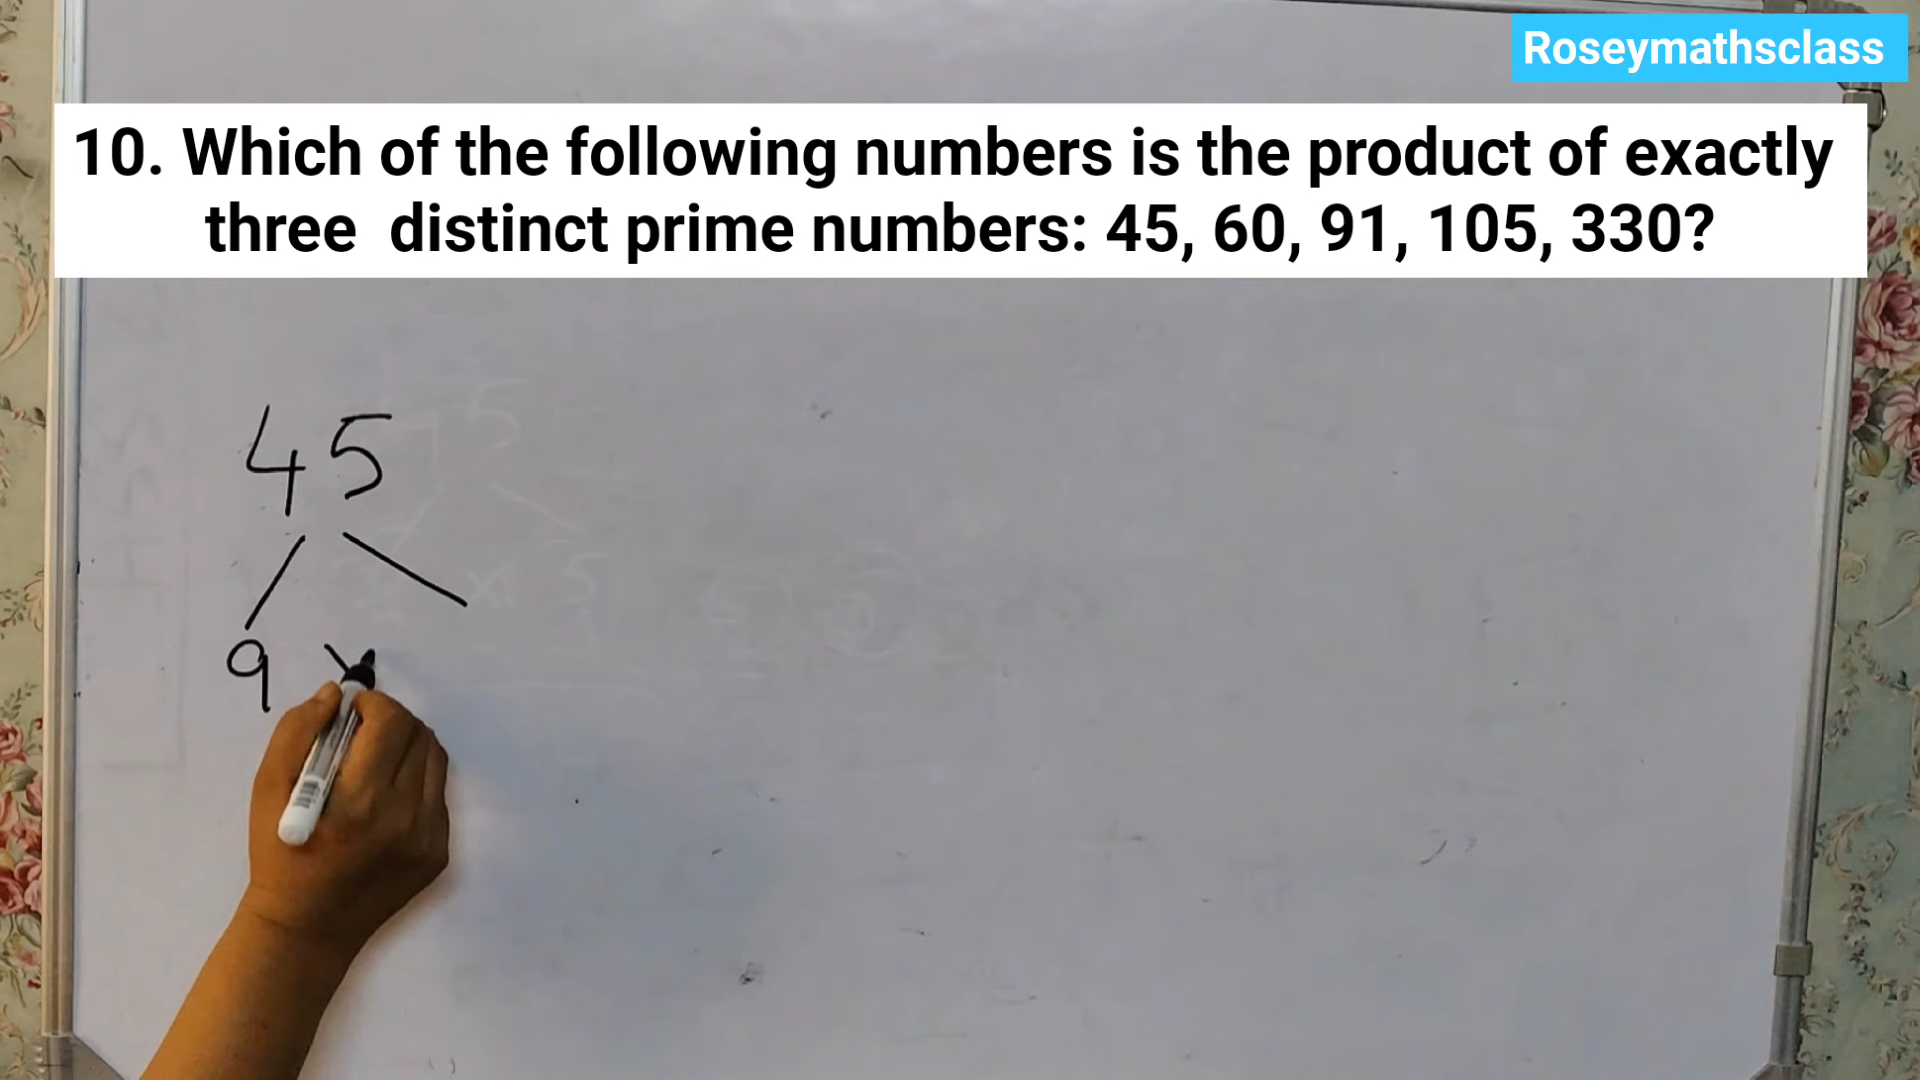 Roseymathsclass
10. Which of the following numbers is the product of exactly
three distinct prime numbers: 45, 60, 91, 105, 330?
45
9